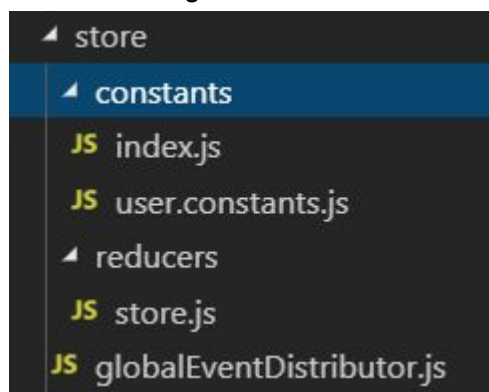 store
constants
JS index.js
JS user.constants.js
reducers
JS store.js
JS globalEventDistributor.js